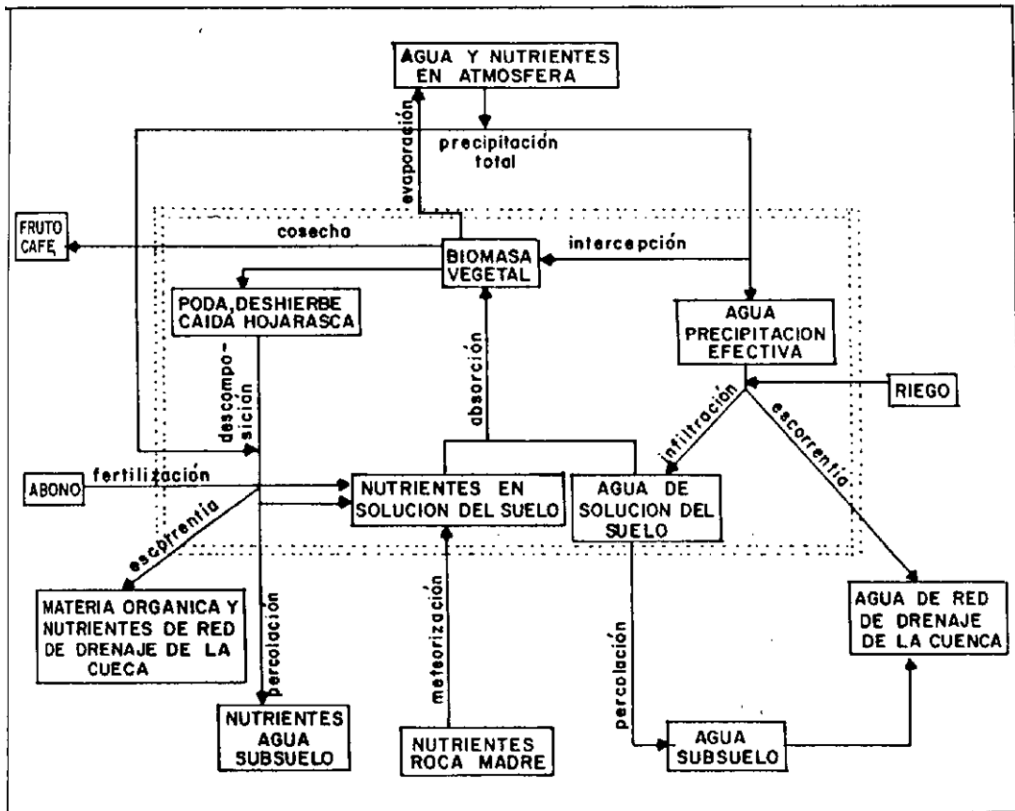 AGUA Y NUTRIENTES
EN ATMOSFERA
evaporación
precipitación
total
FRUTO
CAFE
cosecha
BIOMASA
VEGETAL
intercepción
PODA, DESHIERBE
CAIDA HOJARASCA
AGUA
PRECIPITACION
EFECTIVA
descompo-
sición
absorción
infiltración
escorrentía
RIEGO
ABONO
fertilización
NUTRIENTES EN
SOLUCION DEL SUELO
AGUA DE
SOLUCION DEL
SUELO
escorrentía
MATERIA ORGANICA Y
NUTRIENTES DE RED
DE DRENAJE DE LA
CUECA
percolación
meteorización
percolación
AGUA DE RED
DE DRENAJE
DE LA CUENCA
NUTRIENTES
AGUA
SUBSUELO
NUTRIENTES
ROCA MADRE
AGUA
SUBSUELO